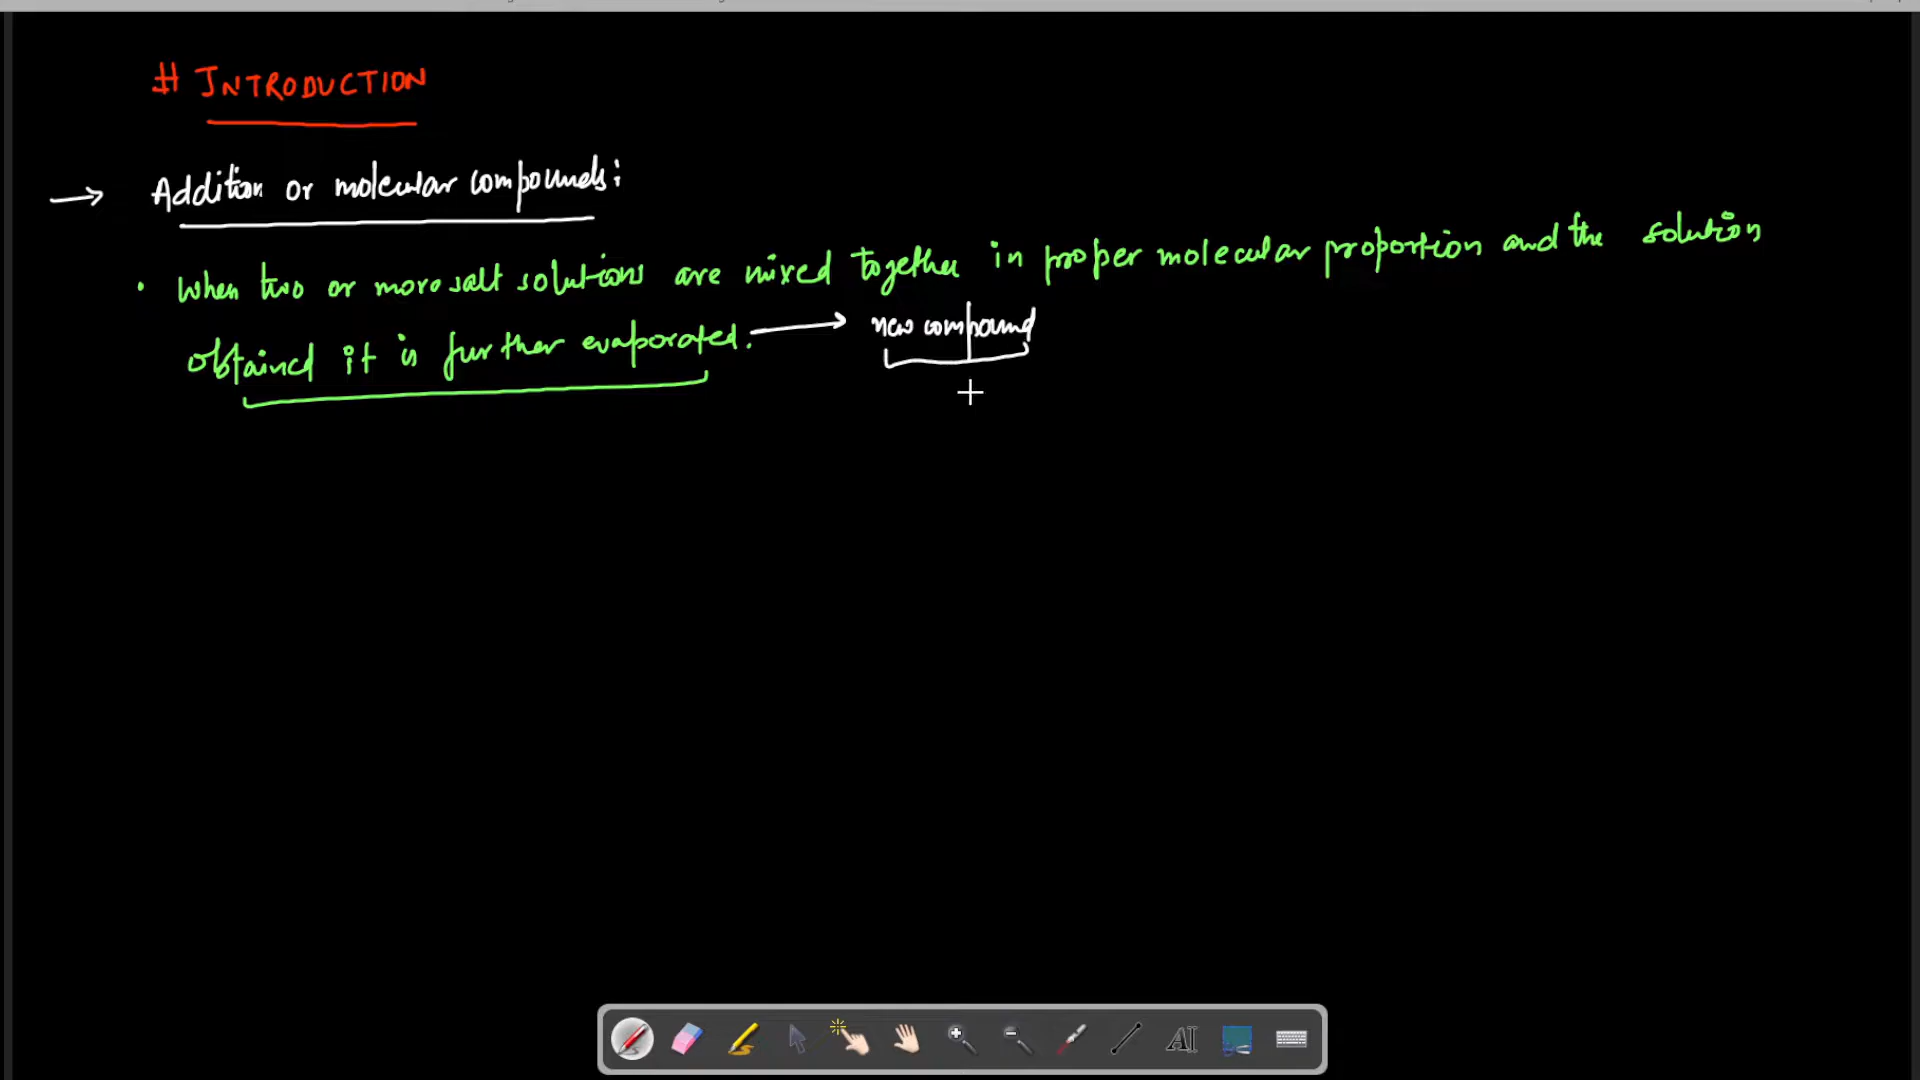 # INTRODUCTION
→ Addition or molecular compounds:
• When two or more salt solutions are mixed together in proper molecular proportion and the solution
obtained it is further evaporated. → new compound
AI